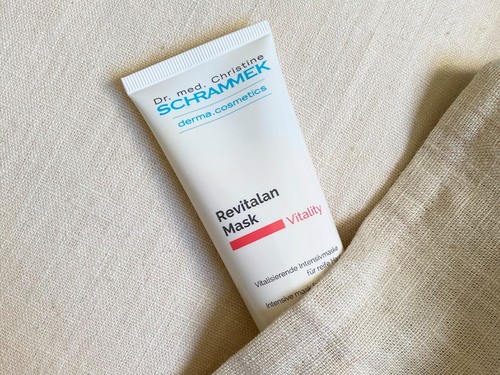 Dr. med. Christine
SCHRAMMEK
derma.cosmetics
Revitalan
Mask
Vitality
Vitalisierende Intensivmaske
für reife
Intensive mask